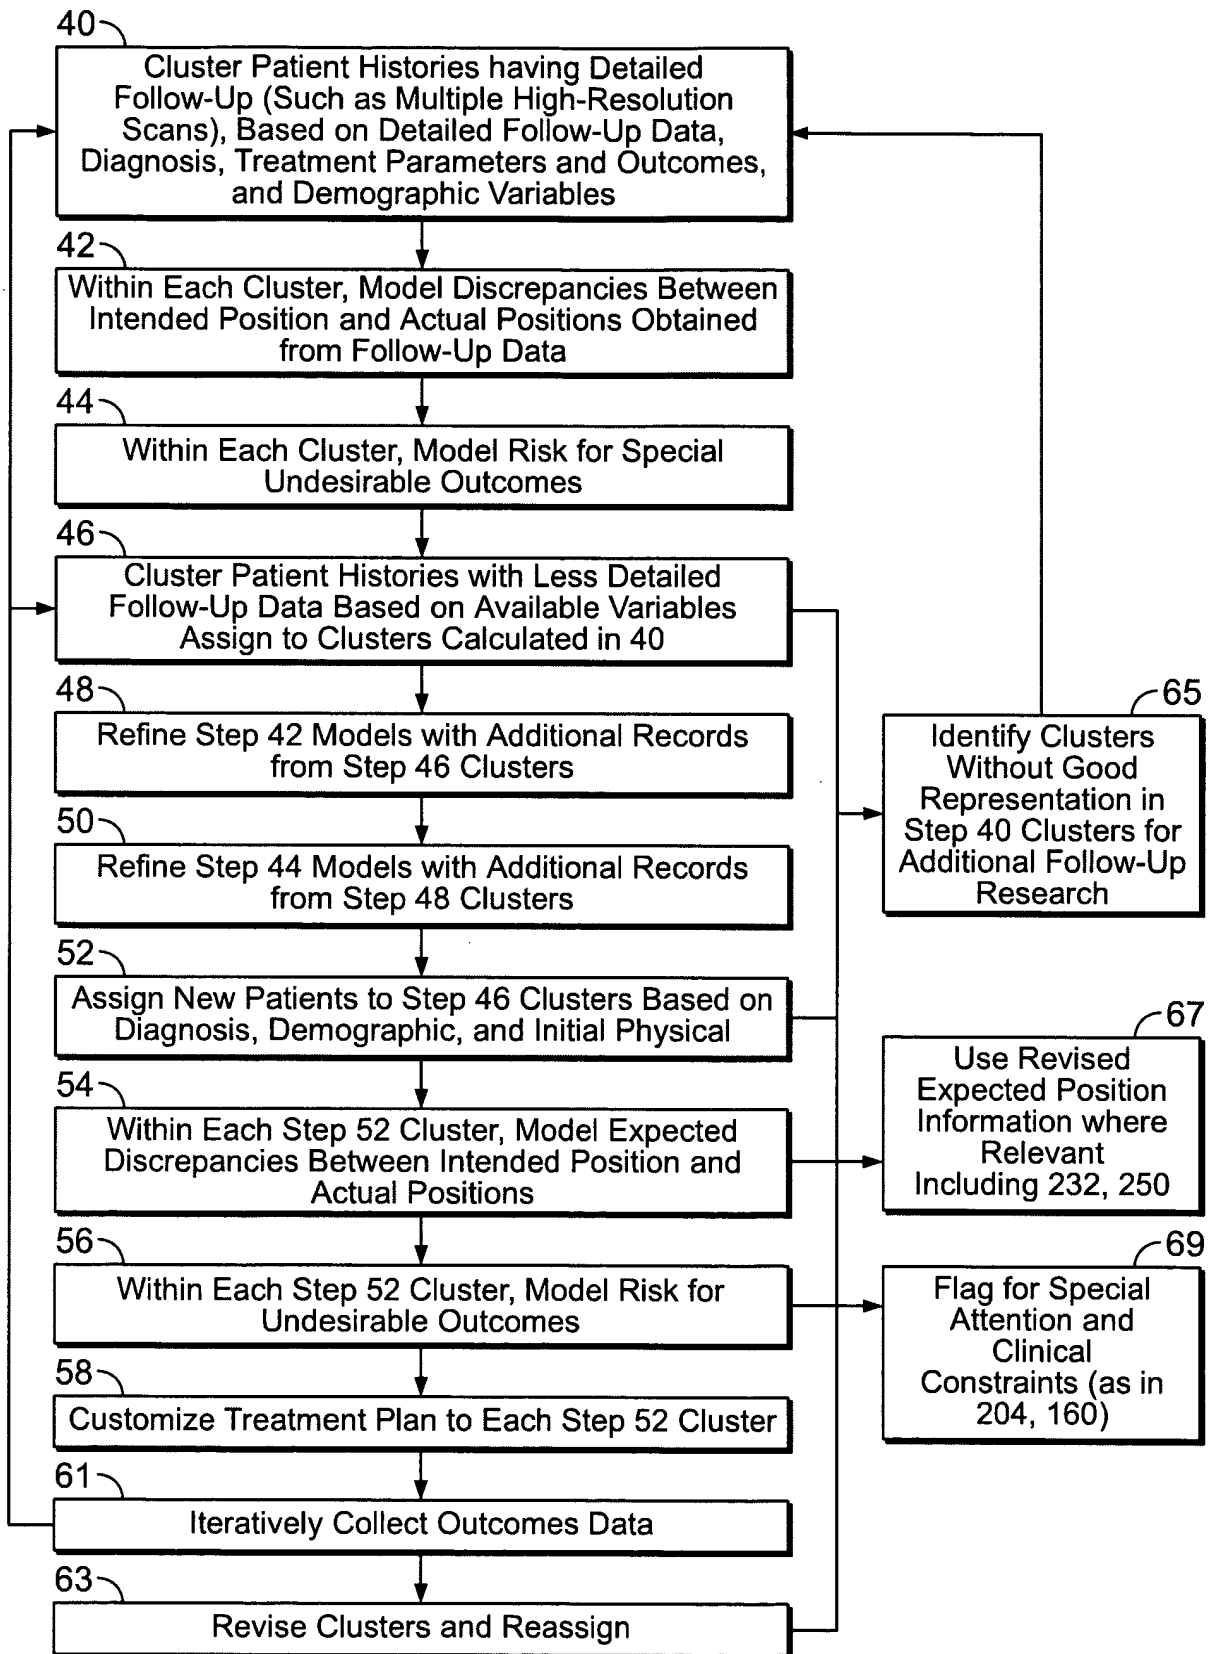 40
Cluster Patient Histories having Detailed
Follow-Up (Such as Multiple High-Resolution
Scans), Based on Detailed Follow-Up Data,
Diagnosis, Treatment Parameters and Outcomes,
and Demographic Variables
42
Within Each Cluster, Model Discrepancies Between
Intended Position and Actual Positions Obtained
from Follow-Up Data
44
Within Each Cluster, Model Risk for Special
Undesirable Outcomes
46
Cluster Patient Histories with Less Detailed
Follow-Up Data Based on Available Variables
Assign to Clusters Calculated in 40
48
Refine Step 42 Models with Additional Records
from Step 46 Clusters
50
Refine Step 44 Models with Additional Records
from Step 48 Clusters
52
Assign New Patients to Step 46 Clusters Based on
Diagnosis, Demographic, and Initial Physical
54
Within Each Step 52 Cluster, Model Expected
Discrepancies Between Intended Position and
Actual Positions
56
Within Each Step 52 Cluster, Model Risk for
Undesirable Outcomes
58
Customize Treatment Plan to Each Step 52 Cluster
61
Iteratively Collect Outcomes Data
63
Revise Clusters and Reassign
65
Identify Clusters
Without Good
Representation in
Step 40 Clusters for
Additional Follow-Up
Research
67
Use Revised
Expected Position
Information where
Relevant
Including 232, 250
69
Flag for Special
Attention and
Clinical
Constraints (as in
204, 160)